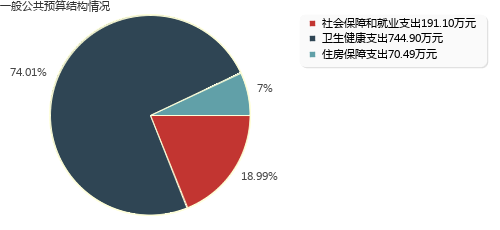 一般公共预算结构情况
社会保障和就业支出191.10万元
卫生健康支出744.90万元
住房保障支出70.49万元
74.01%
7%
18.99%